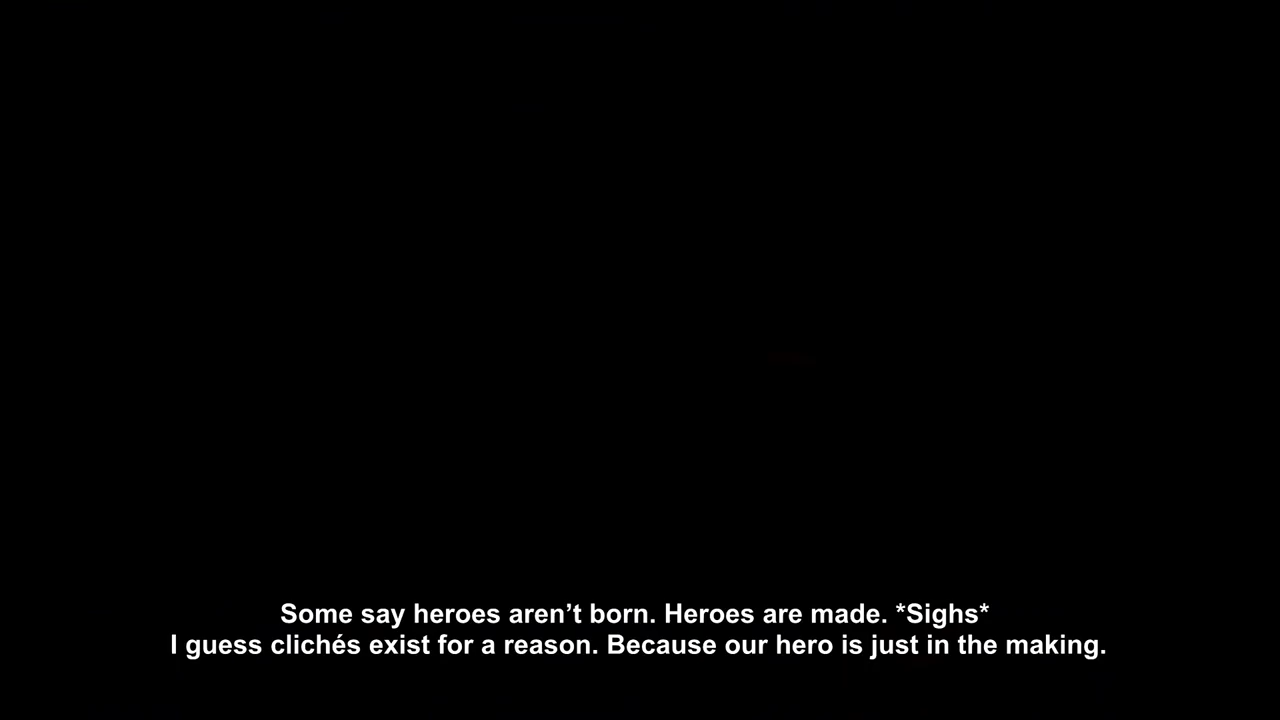 Some say heroes aren’t born. Heroes are made. *Sighs*
I guess clichés exist for a reason. Because our hero is just in the making.